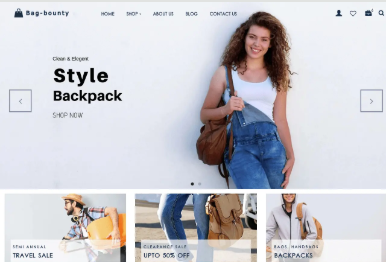 Bag-bounty
HOME SHOP ABOUT US BLOG CONTACT US
Clean & Elegent
Style
Backpack
SHOP NOW
SEMI ANNUAL
TRAVEL SALE
CLEARANCE SALE
UPTO 50% OFF
BAGS, HANDBAGS
BACKPACKS